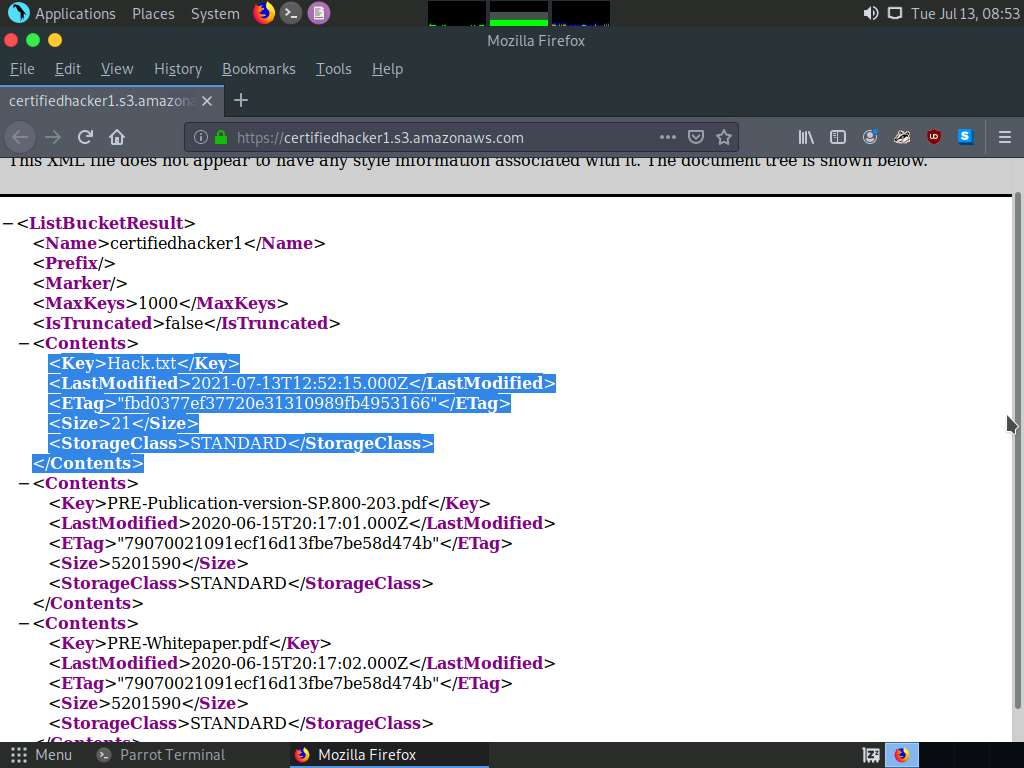 Applications Places System Tue Jul 13, 08:53
Mozilla Firefox
File Edit View History Bookmarks Tools Help
certifiedhacker1.s3.amazona
https://certifiedhacker1.s3.amazonaws.com
This XML file does not appear to have any style information associated with it. The document tree is shown below.
−<ListBucketResult>
<Name>certifiedhacker1</Name>
<Prefix/>
<Marker/>
<MaxKeys>1000</MaxKeys>
<IsTruncated>false</IsTruncated>
−<Contents>
<Key>Hack.txt</Key>
<LastModified>2021-07-13T12:52:15.000Z</LastModified>
<ETag>"fbd0377ef37720e31310989fb4953166"</ETag>
<Size>21</Size>
<StorageClass>STANDARD</StorageClass>
</Contents>
−<Contents>
<Key>PRE-Publication-version-SP.800-203.pdf</Key>
<LastModified>2020-06-15T20:17:01.000Z</LastModified>
<ETag>"79070021091ecf16d13fbe7be58d474b"</ETag>
<Size>5201590</Size>
<StorageClass>STANDARD</StorageClass>
</Contents>
−<Contents>
<Key>PRE-Whitepaper.pdf</Key>
<LastModified>2020-06-15T20:17:02.000Z</LastModified>
<ETag>"79070021091ecf16d13fbe7be58d474b"</ETag>
<Size>5201590</Size>
<StorageClass>STANDARD</StorageClass>
</Contents>
Menu Parrot Terminal Mozilla Firefox